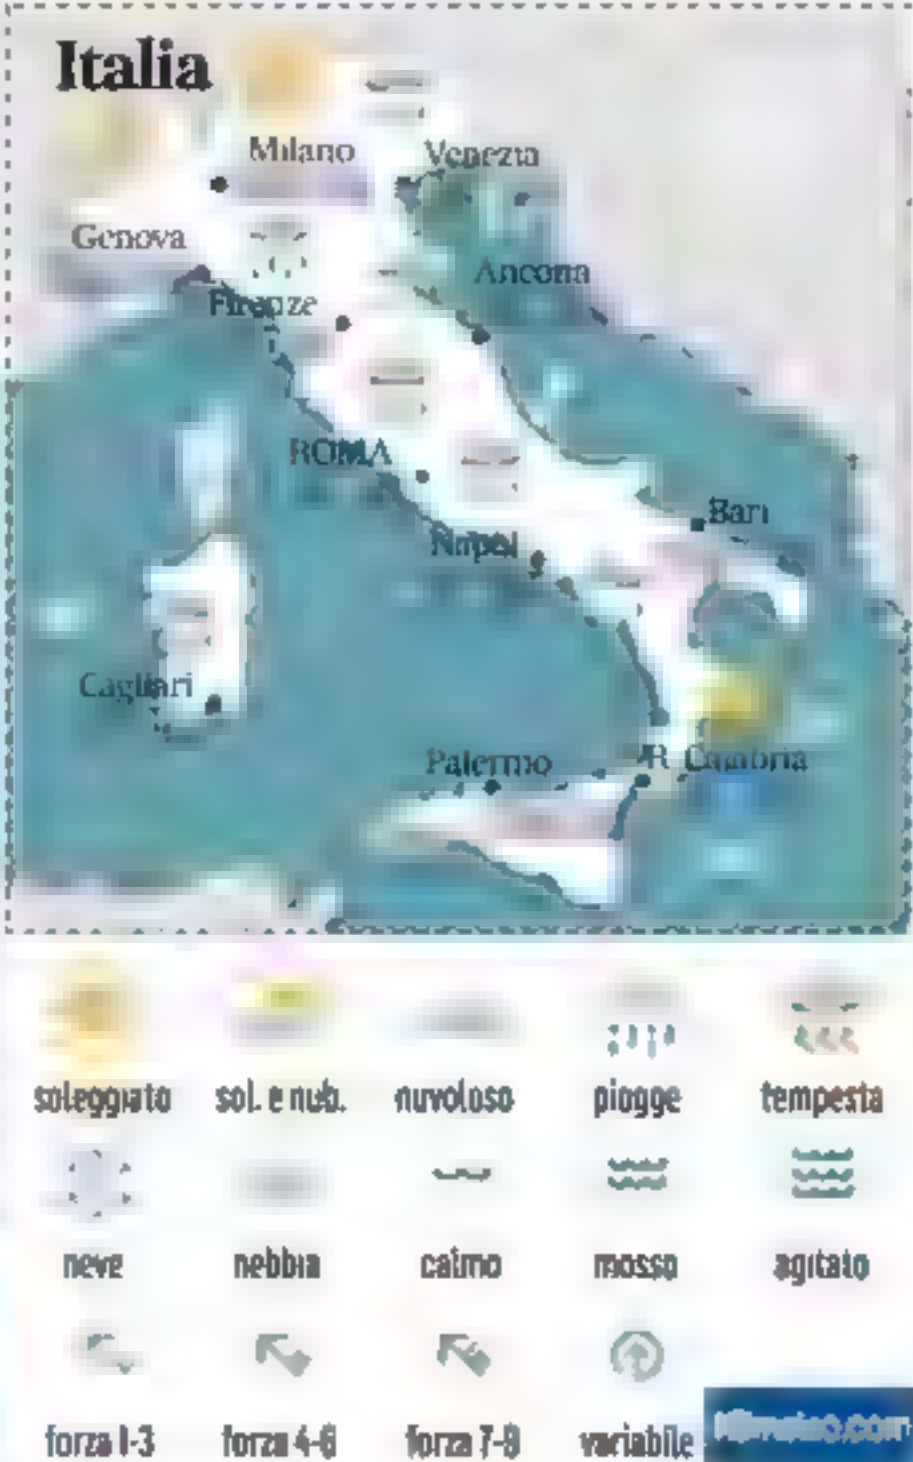 Italia
Milano
Venezia
Genova
Ancona
Firenze
ROMA
Bari
Napoli
Cagliari
Palermo
R
soleggiato
sol. e nub.
nuvoloso
piogge
tempesta
neve
nebbia
calmo
mosso
agitato
forza 1-3
forza 4-6
forza 7-9
variabile